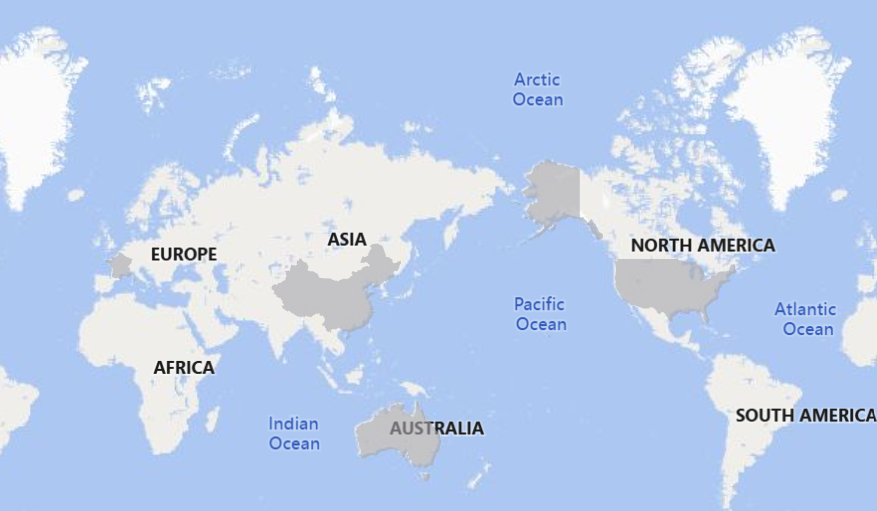 Arctic
Ocean
ASIA
EUROPE
NORTH AMERICA
Pacific
Ocean
Atlantic
Ocean
AFRICA
Indian
Ocean
AUSTRALIA
SOUTH AMERICA